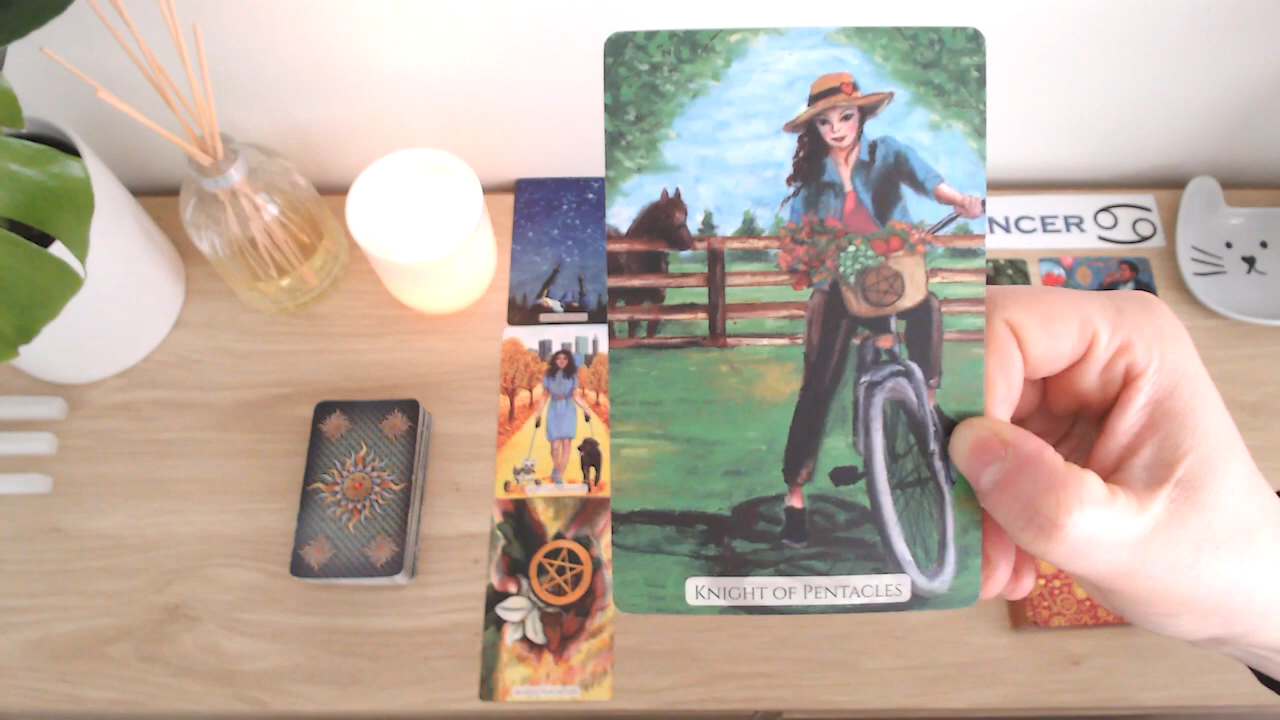 NCER ♋
KNIGHT OF PENTACLES